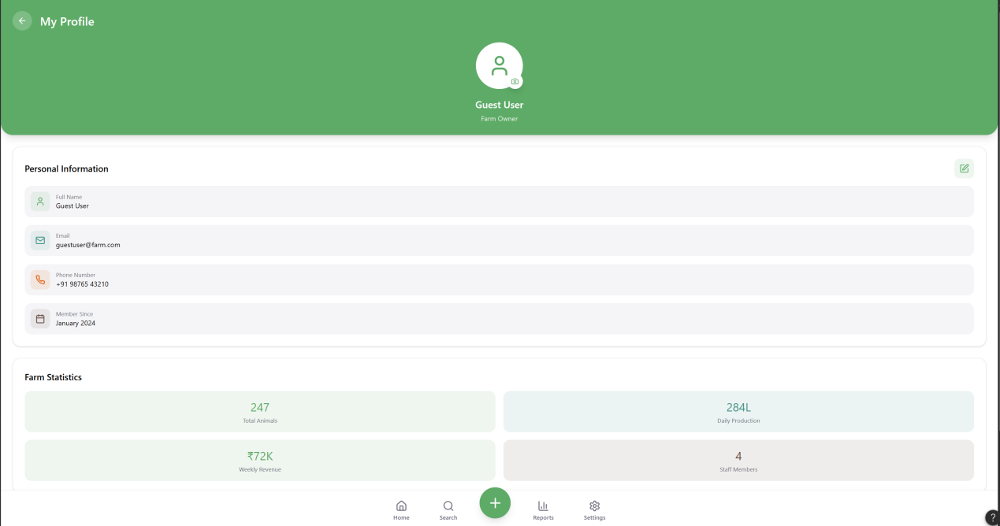 My Profile
Guest User
Farm Owner
Personal Information
Full Name
Guest User
Email
guestuser@farm.com
Phone Number
+91 98765 43210
Member Since
January 2024
Farm Statistics
247
Total Animals
284L
Daily Production
₹72K
Weekly Revenue
4
Staff Members
Home
Search
Reports
Settings
?